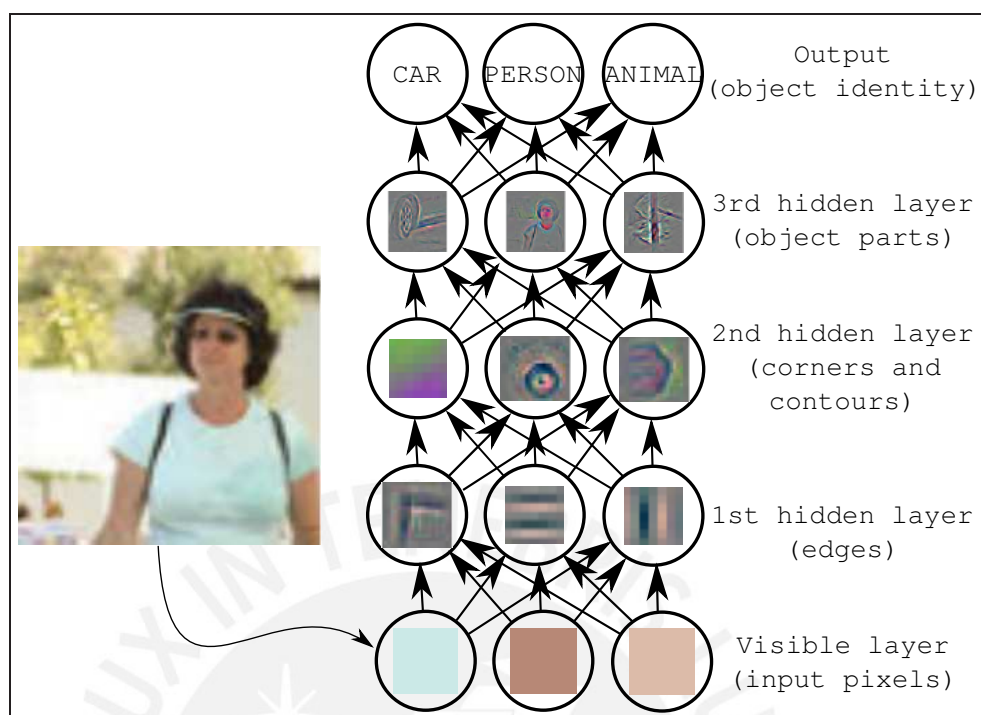 CAR PERSON ANIMAL
Output
(object identity)
3rd hidden layer
(object parts)
2nd hidden layer
(corners and
contours)
1st hidden layer
(edges)
Visible layer
(input pixels)